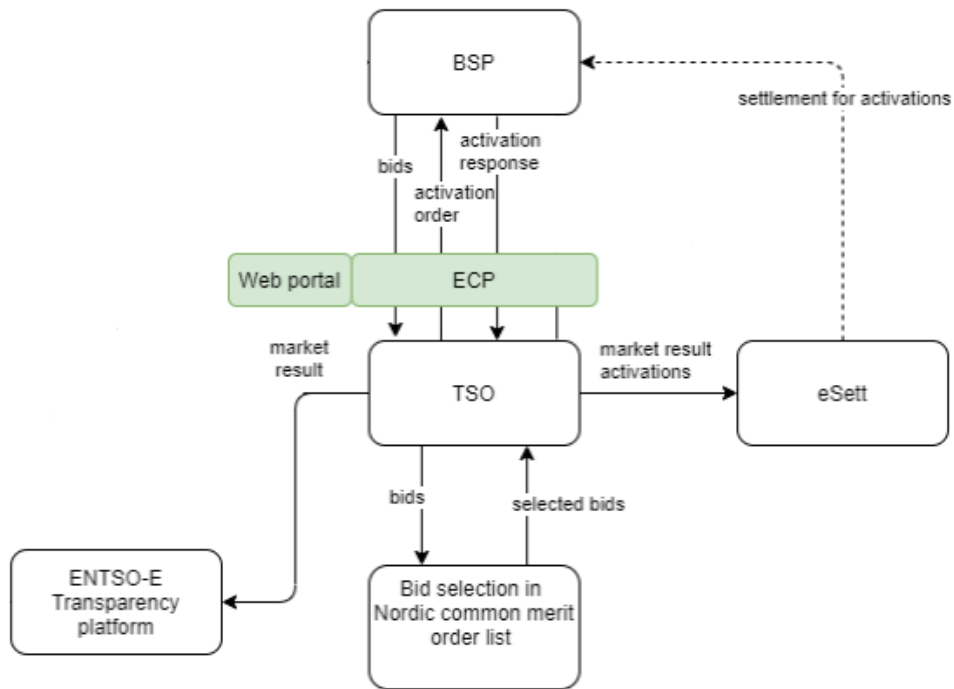 BSP
settlement for activations
bids
activation
response
activation
order
Web portal
ECP
market
result
TSO
market result
activations
eSett
bids
selected bids
ENTSO-E
Transparency
platform
Bid selection in
Nordic common merit
order list